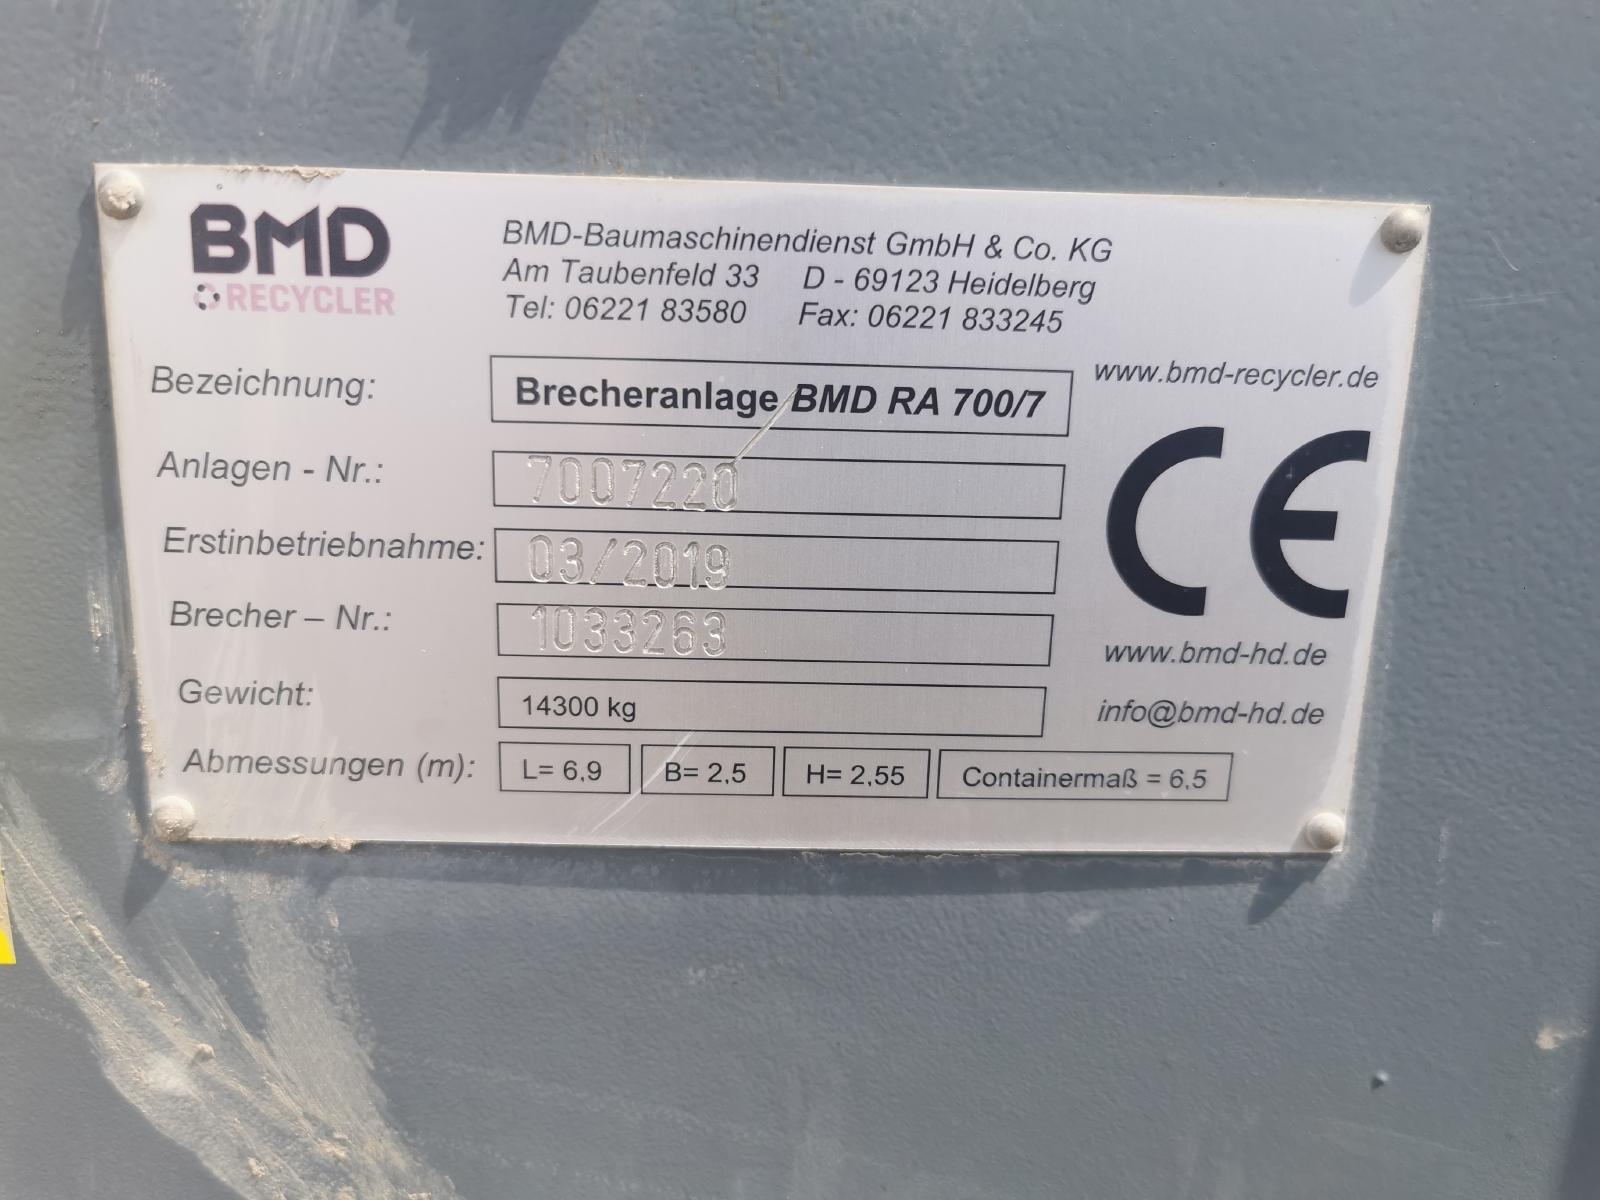 BMD
RECYCLER
BMD-Baumaschinendienst GmbH & Co. KG
Am Taubenfeld 33 D - 69123 Heidelberg
Tel: 06221 83580 Fax: 06221 833245
www.bmd-recycler.de
Bezeichnung: Brecheranlage BMD RA 700/7
Anlagen - Nr.: 7007220
Erstinbetriebnahme: 03/2019
Brecher – Nr.: 1033263
Gewicht: 14300 kg
Abmessungen (m): L= 6,9 B= 2,5 H= 2,55 Containermaß = 6,5
CE
www.bmd-hd.de
info@bmd-hd.de